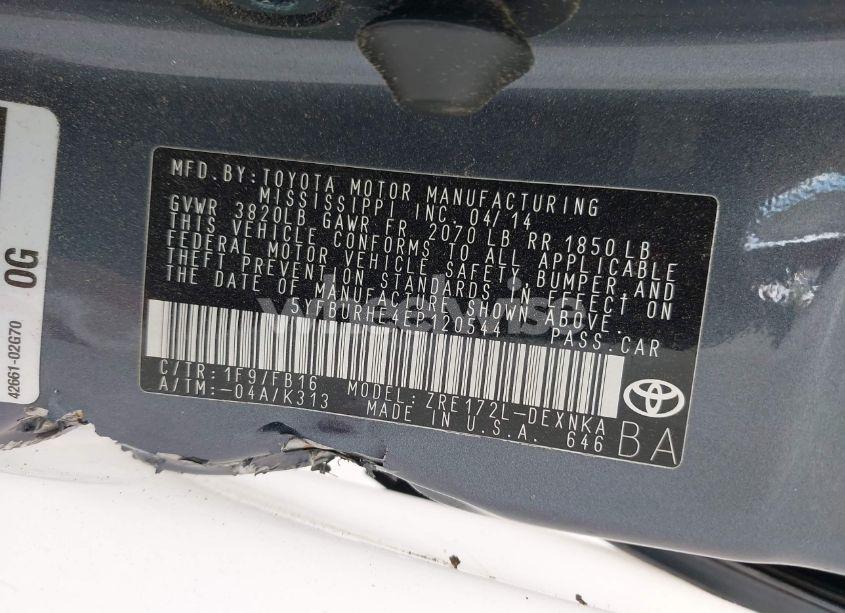 MFD. BY: TOYOTA MOTOR MANUFACTURING
MISSISSIPPI INC. 04/14
GVWR 3820LB GAWR FR 2070 LB RR 1850 LB
THIS VEHICLE CONFORMS TO ALL APPLICABLE
FEDERAL MOTOR VEHICLE SAFETY, BUMPER AND
THEFT PREVENTION STANDARDS IN EFFECT ON
THE DATE OF MANUFACTURE SHOWN ABOVE.
5YFBURHE4EP120544 PASS.CAR
C/TR: 1F9/FB16 MODEL: ZRE172L-DEXNKA
A/TM: -04A/K313 MADE IN U.S.A. 646
BA
0G
42661-02G70